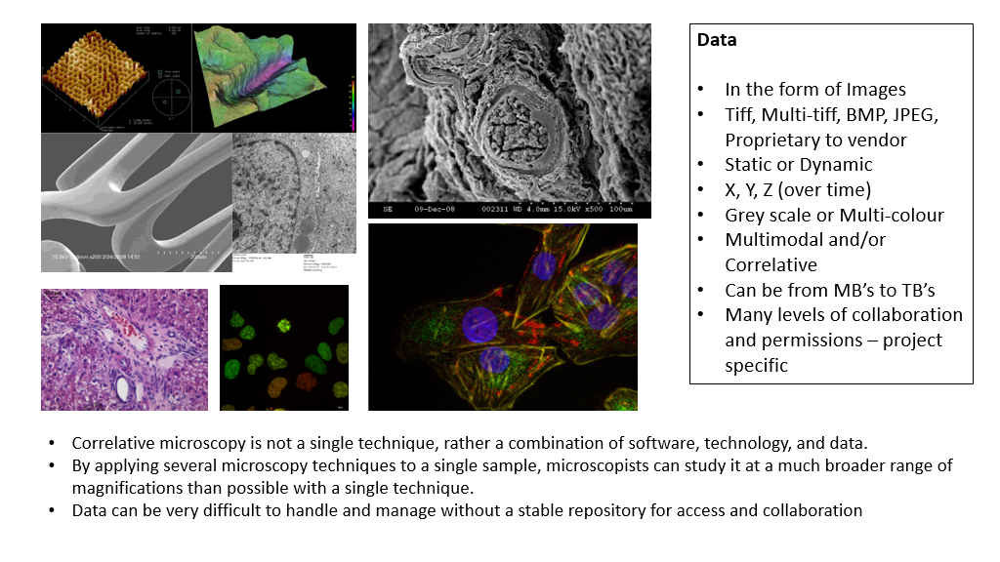 SE 09-Dec-08 002311 WD 4.0mm 15.0kV x500 100um
Data
• In the form of Images
• Tiff, Multi-tiff, BMP, JPEG,
Proprietary to vendor
• Static or Dynamic
• X, Y, Z (over time)
• Grey scale or Multi-colour
• Multimodal and/or
Correlative
• Can be from MB’s to TB’s
• Many levels of collaboration
and permissions – project
specific
• Correlative microscopy is not a single technique, rather a combination of software, technology, and data.
• By applying several microscopy techniques to a single sample, microscopists can study it at a much broader range of
magnifications than possible with a single technique.
• Data can be very difficult to handle and manage without a stable repository for access and collaboration